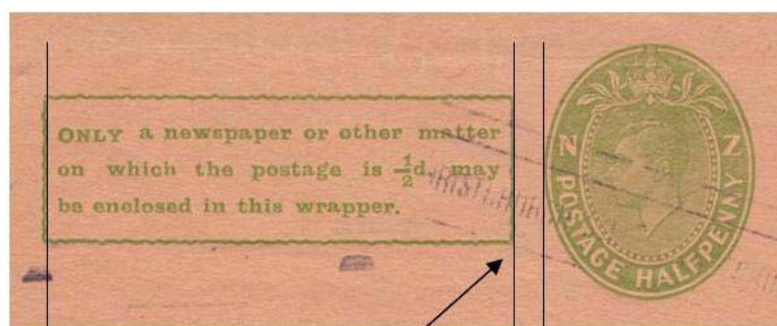 ONLY a newspaper or other matter
on which the postage is ½d. may
be enclosed in this wrapper.
N Z
POSTAGE HALFPENNY